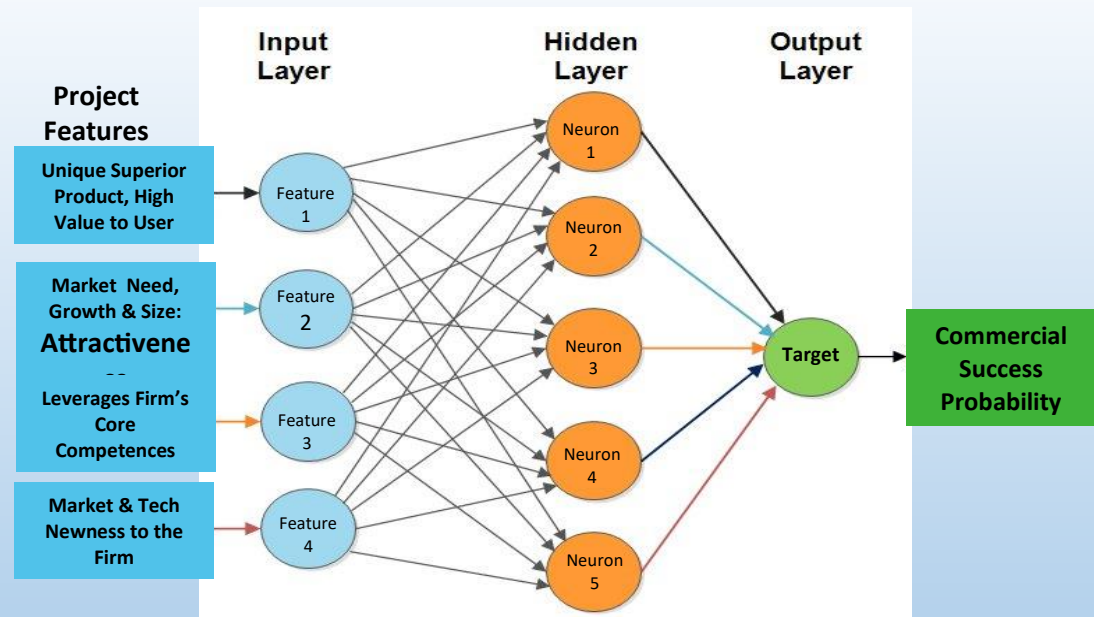 Input
Layer
Hidden
Layer
Output
Layer
Project
Features
Unique Superior
Product, High
Value to User
Market Need,
Growth & Size:
Attractivene
Leverages Firm's
Core
Competences
Market & Tech
Newness to the
Firm
Feature
1
Feature
2
Feature
3
Feature
4
Neuron
1
Neuron
2
Neuron
3
Neuron
4
Neuron
5
Target
Commercial
Success
Probability